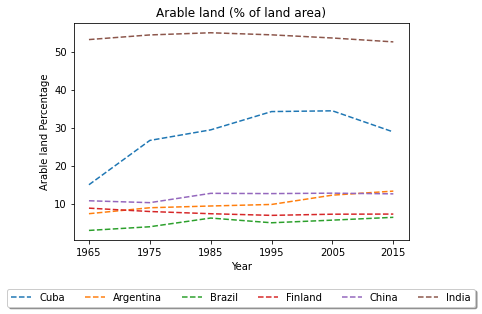 Arable land (% of land area)
Arable land Percentage
50
40
30
20
10
1965 1975 1985 1995 2005 2015
Year
Cuba Argentina Brazil Finland China India